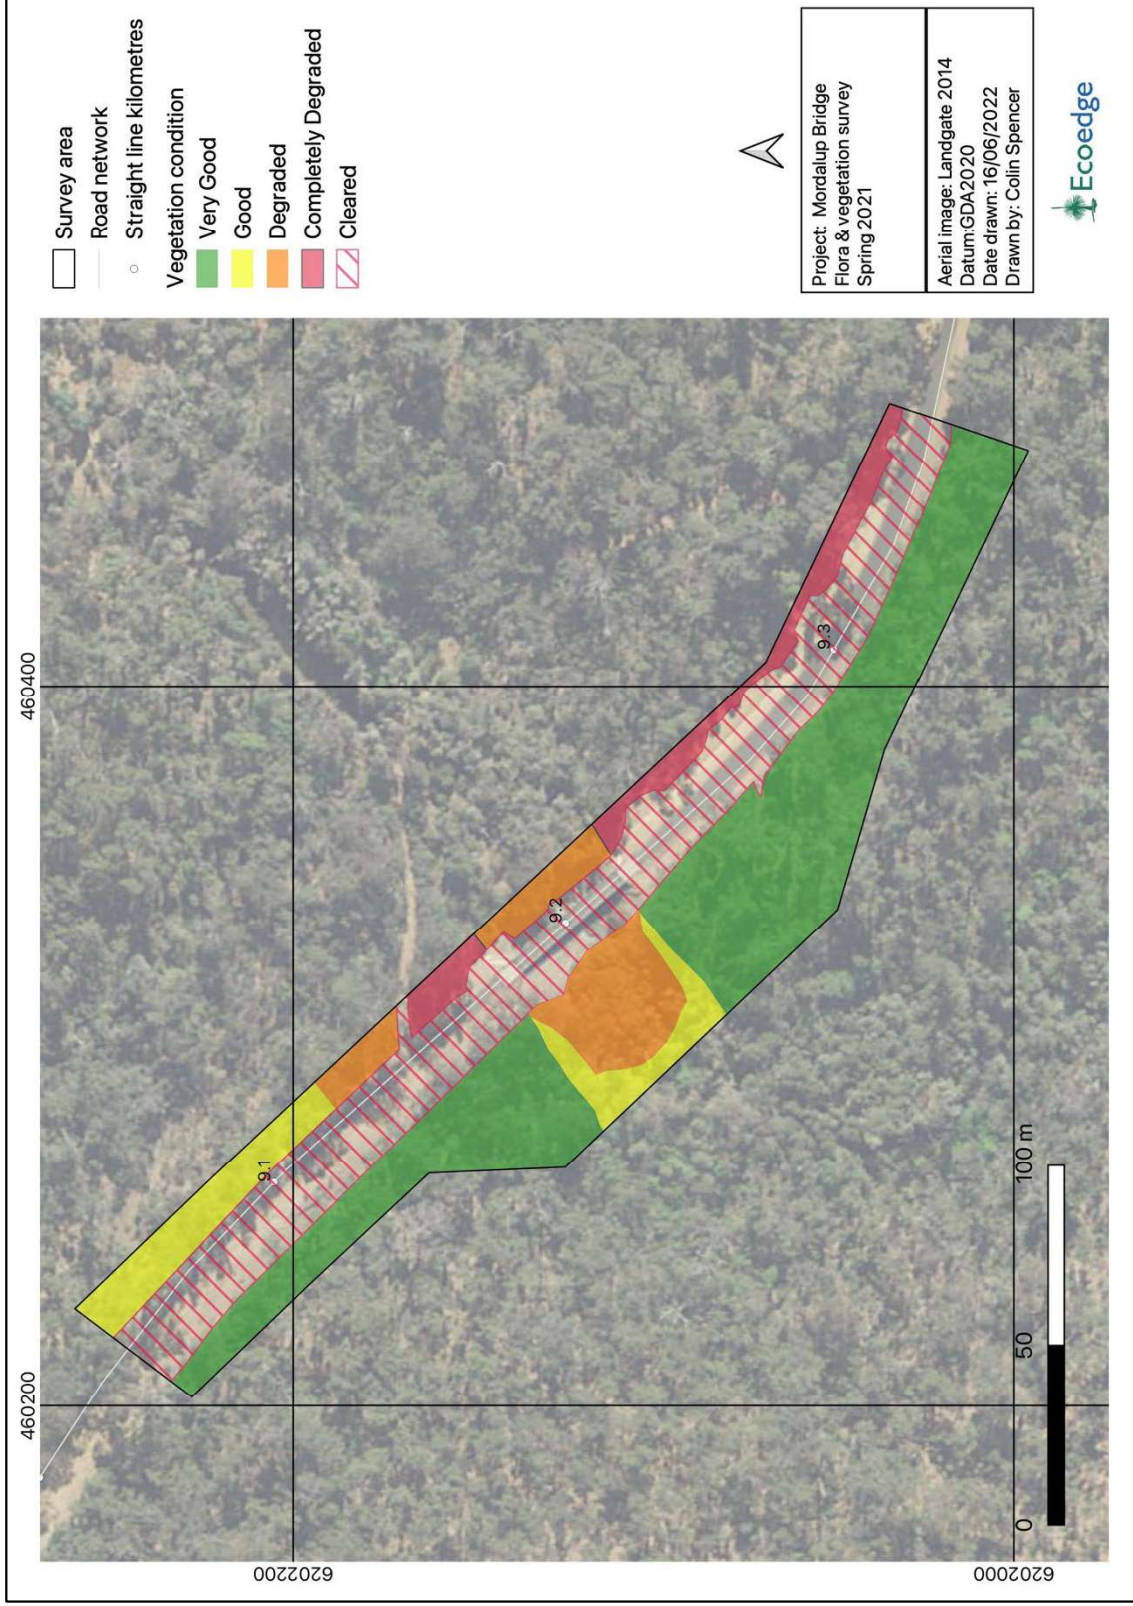 Survey area
Road network
Straight line kilometres
Vegetation condition
Very Good
Good
Degraded
Completely Degraded
Cleared
460200
460400
6202200
6202000
9.1
9.2
9.3
0
50
100 m
Project: Mordalup Bridge
Flora & vegetation survey
Spring 2021
Aerial image: Landgate 2014
Datum:GDA2020
Date drawn: 16/06/2022
Drawn by: Colin Spencer
Ecoedge